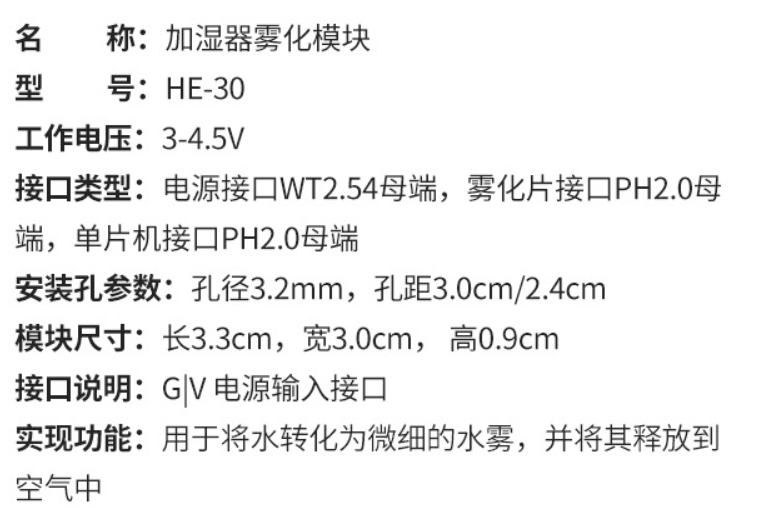 名 称：加湿器雾化模块
型 号：HE-30
工作电压：3-4.5V
接口类型：电源接口WT2.54母端，雾化片接口PH2.0母
端，单片机接口PH2.0母端
安装孔参数：孔径3.2mm，孔距3.0cm/2.4cm
模块尺寸：长3.3cm，宽3.0cm， 高0.9cm
接口说明：G|V 电源输入接口
实现功能：用于将水转化为微细的水雾，并将其释放到
空气中